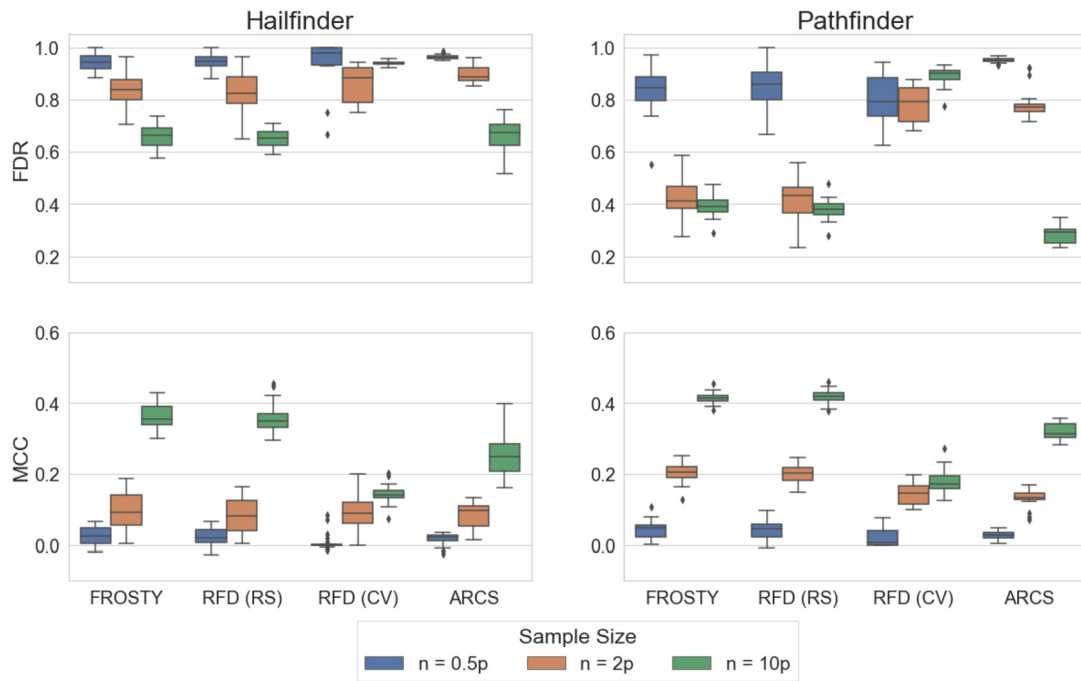 Hailfinder
Pathfinder
FDR
1.0
0.8
0.6
0.4
0.2
1.0
0.8
0.6
0.4
0.2
MCC
0.6
0.4
0.2
0.0
0.6
0.4
0.2
0.0
FROSTY RFD (RS) RFD (CV) ARCS
FROSTY RFD (RS) RFD (CV) ARCS
Sample Size
n = 0.5p n = 2p n = 10p